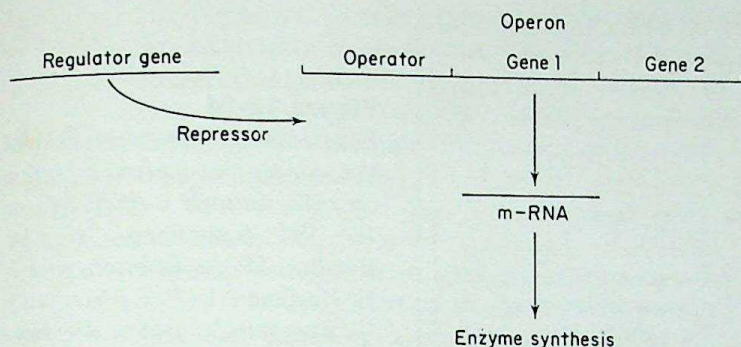 Operon
Regulator gene
Operator Gene 1 Gene 2
Repressor
m-RNA
Enzyme synthesis